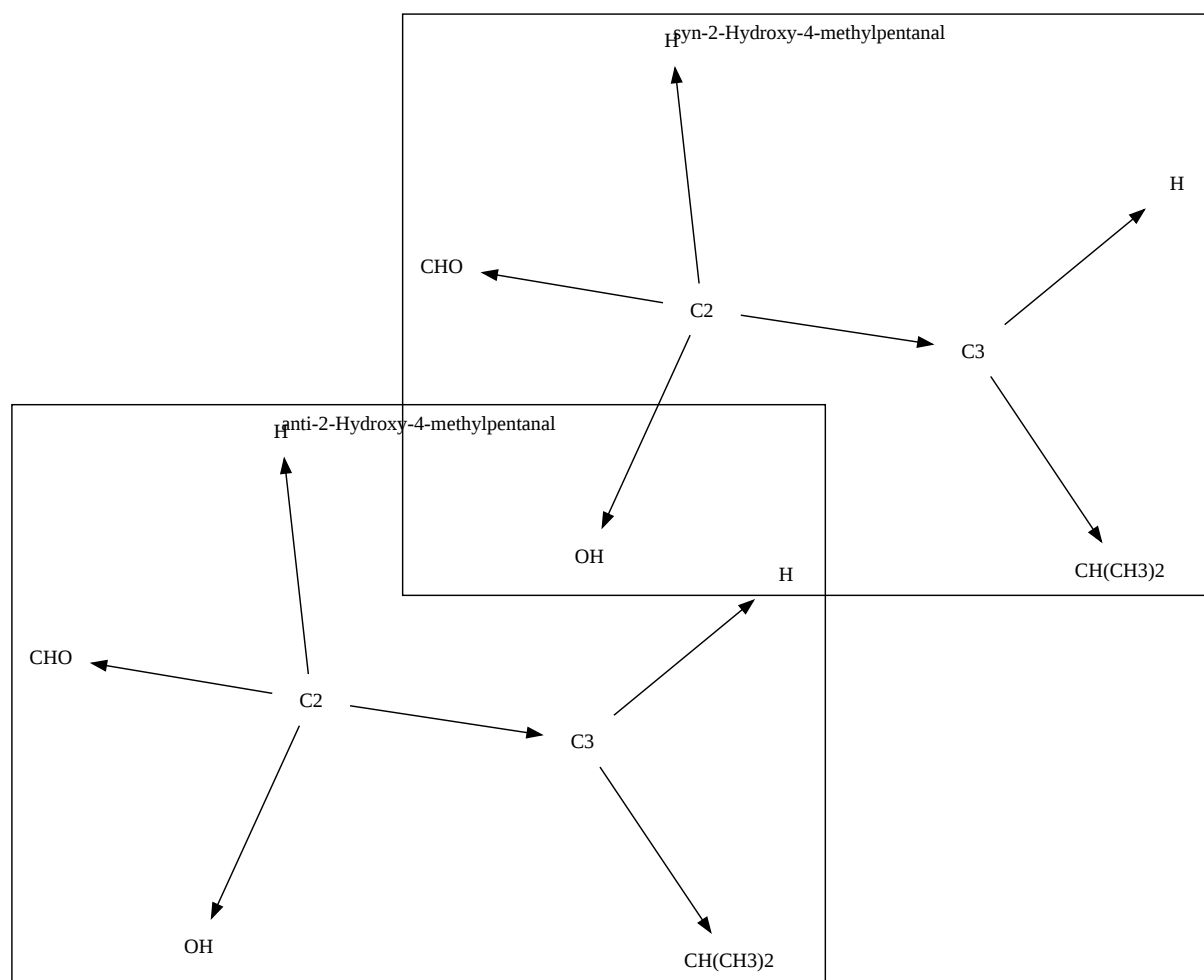 syn-2-Hydroxy-4-methylpentanal
H
H
CHO
C2
C3
OH
CH(CH3)2
anti-2-Hydroxy-4-methylpentanal
H
H
CHO
C2
C3
OH
CH(CH3)2